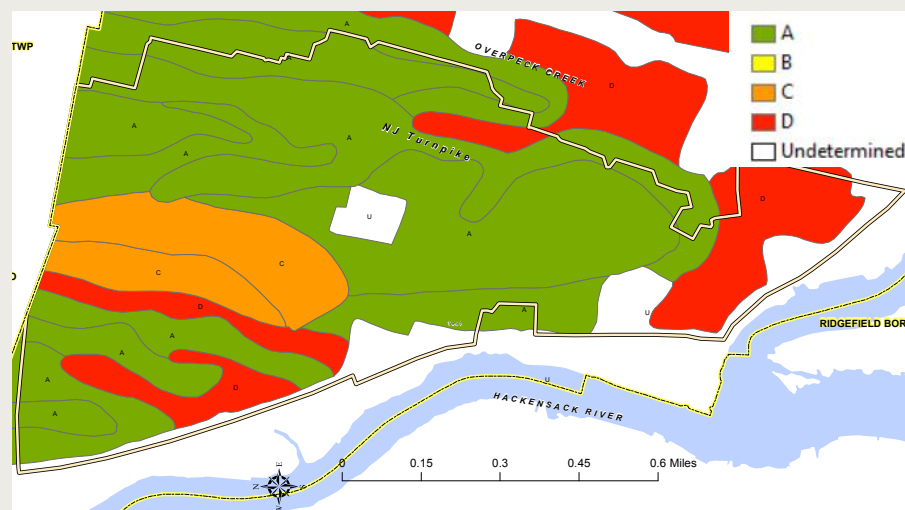 TWP
OVERPECK CREEK
A
B
C
D
Undetermined
A
A
D
A
A
A
NJ Turnpike
D
U
A
C
C
D
A
U
A
RIDGEFIELD BOR
A
A
D
U
A
HACKENSACK RIVER
0
0.15
0.3
0.45
0.6 Miles
E
N
S
W